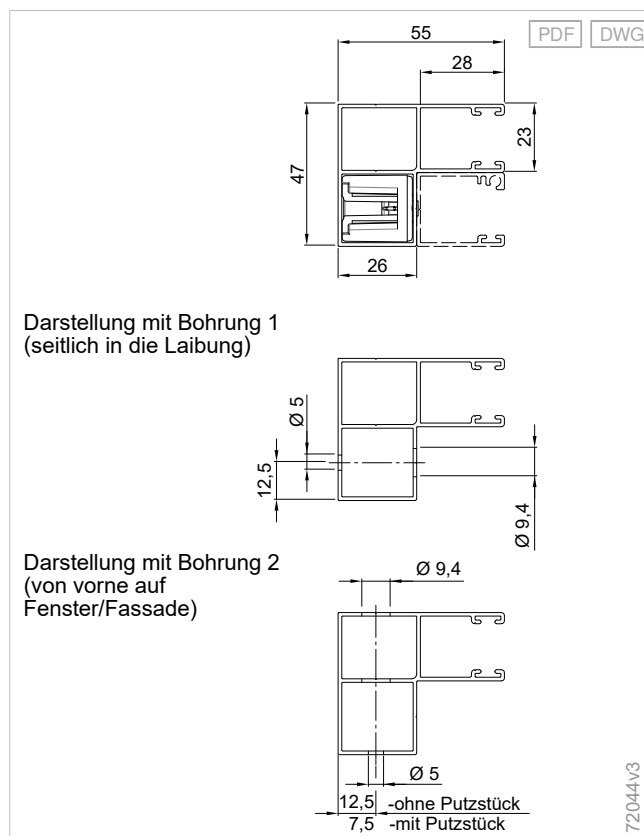 PDF DWG
55
28
23
47
26
Darstellung mit Bohrung 1
(seitlich in die Laibung)
Ø 5
12,5
Ø 9,4
Darstellung mit Bohrung 2
(von vorne auf
Fenster/Fassade)
Ø 9,4
Ø 5
12,5 -ohne Putzstück
7,5 -mit Putzstück
72044v3